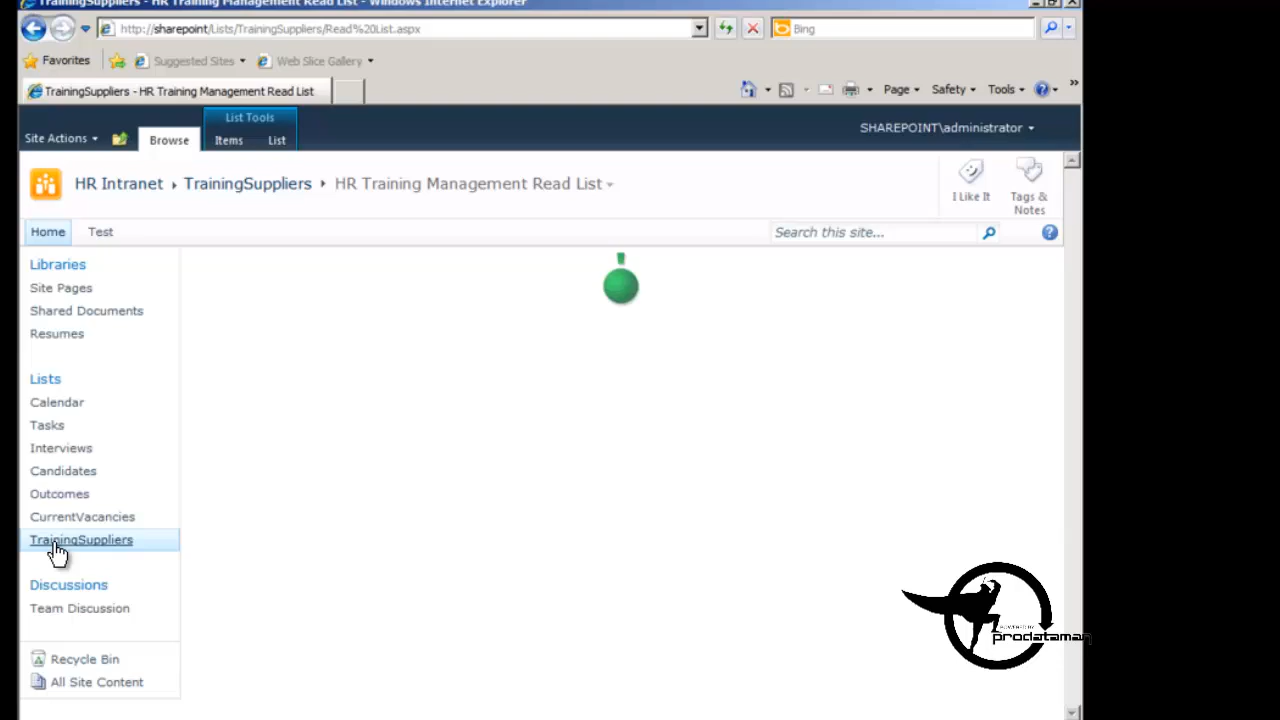 TrainingSuppliers - HR Training Management Read List - Windows Internet Explorer
http://sharepoint/Lists/TrainingSuppliers/Read%20List.aspx
Bing
Favorites
Suggested Sites
Web Slice Gallery
TrainingSuppliers - HR Training Management Read List
Page
Safety
Tools
»
Site Actions
Browse
List Tools
Items
List
SHAREPOINT\administrator
HR Intranet
TrainingSuppliers
HR Training Management Read List
I Like It
Tags &
Notes
Home
Test
Search this site...
Libraries
Site Pages
Shared Documents
Resumes
Lists
Calendar
Tasks
Interviews
Candidates
Outcomes
CurrentVacancies
TrainingSuppliers
Discussions
Team Discussion
Recycle Bin
All Site Content
POWERED BY
prodataman